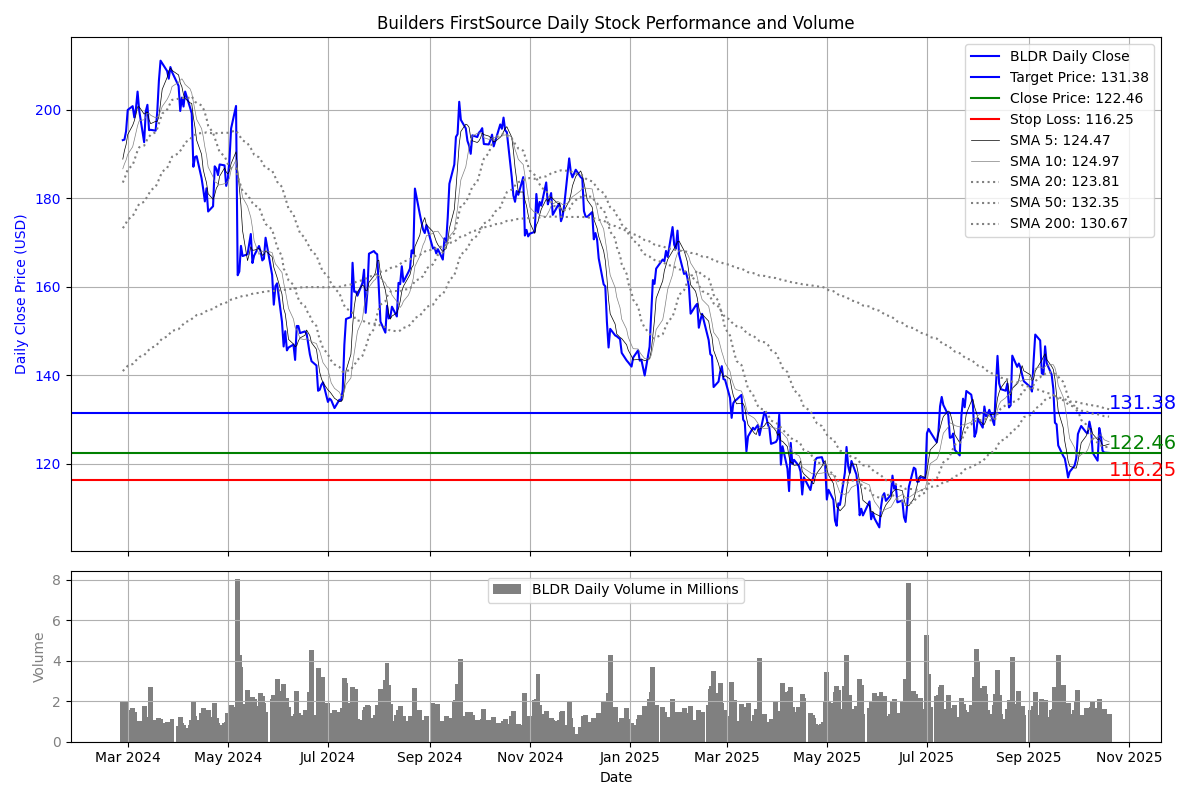 Builders FirstSource Daily Stock Performance and Volume
Daily Close Price (USD)
200
180
160
140
120
BLDR Daily Close
Target Price: 131.38
Close Price: 122.46
Stop Loss: 116.25
SMA 5: 124.47
SMA 10: 124.97
SMA 20: 123.81
SMA 50: 132.35
SMA 200: 130.67
131.38
122.46
116.25
Volume
8
6
4
2
0
BLDR Daily Volume in Millions
Mar 2024 May 2024 Jul 2024 Sep 2024 Nov 2024 Jan 2025 Mar 2025 May 2025 Jul 2025 Sep 2025 Nov 2025
Date